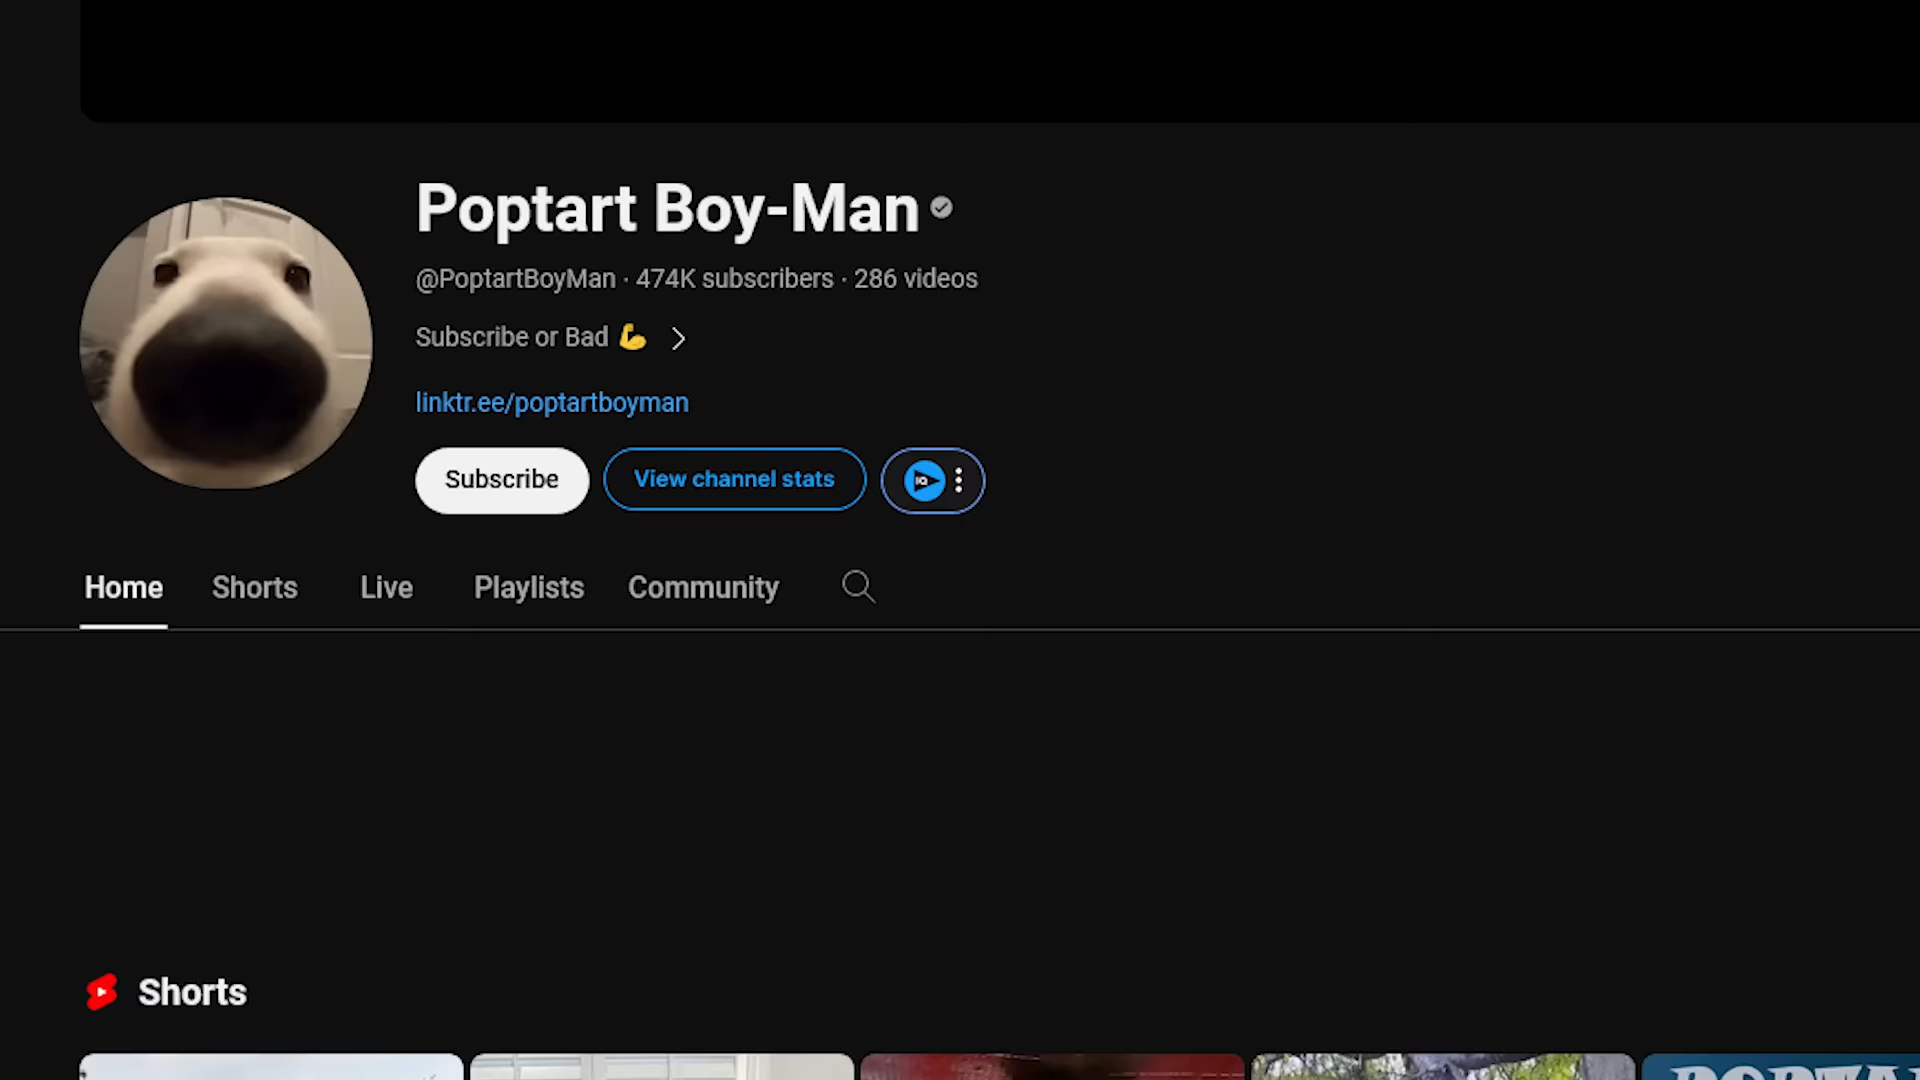 Poptart Boy-Man
@PoptartBoyMan · 474K subscribers · 286 videos
Subscribe or Bad 💪
linktr.ee/poptartboyman
Subscribe
View channel stats
IQ
Home Shorts Live Playlists Community
Shorts